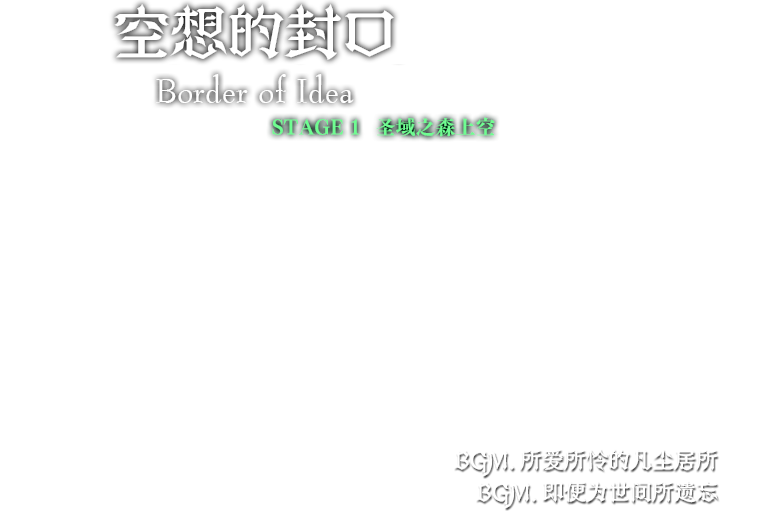 空想的封口
Border of Idea
STAGE 1 圣域之森上空
BGM. 所爱所怜的凡尘居所
BGM. 即便为世间所遗忘